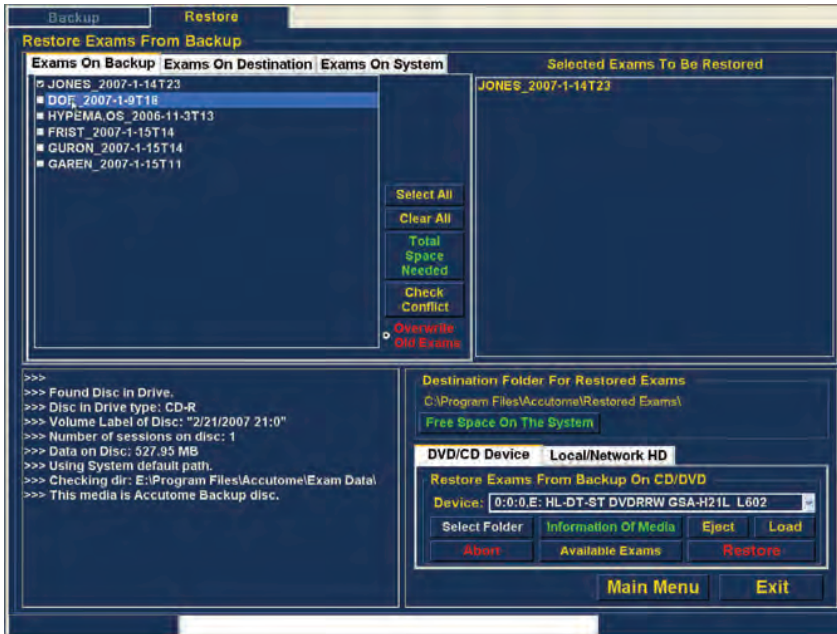 Backup Restore
Restore Exams From Backup
Exams On Backup Exams On Destination Exams On System
JONES_2007-1-14T23
DOE_2007-1-9T18
HYPEMA,OS_2006-11-3T13
FRIST_2007-1-15T14
GURON_2007-1-15T14
GAREN_2007-1-15T11
Select All
Clear All
Total
Space
Needed
Check
Conflict
Overwrite
Old Exams
Selected Exams To Be Restored
JONES_2007-1-14T23
>>>
>>> Found Disc in Drive.
>>> Disc in Drive type: CD-R
>>> Volume Label of Disc: "2/21/2007 21:0"
>>> Number of sessions on disc: 1
>>> Data on Disc: 527.95 MB
>>> Using System default path.
>>> Checking dir: E:\Program Files\Accutome\Exam Data\
>>> This media is Accutome Backup disc.
Destination Folder For Restored Exams
C:\Program Files\Accutome\Restored Exams\
Free Space On The System
DVD/CD Device Local/Network HD
Restore Exams From Backup On CD/DVD
Device: 0:0:0,E: HL-DT-ST DVDRRW GSA-H21L L602
Select Folder Information Of Media Eject Load
Abort Available Exams Restore
Main Menu Exit